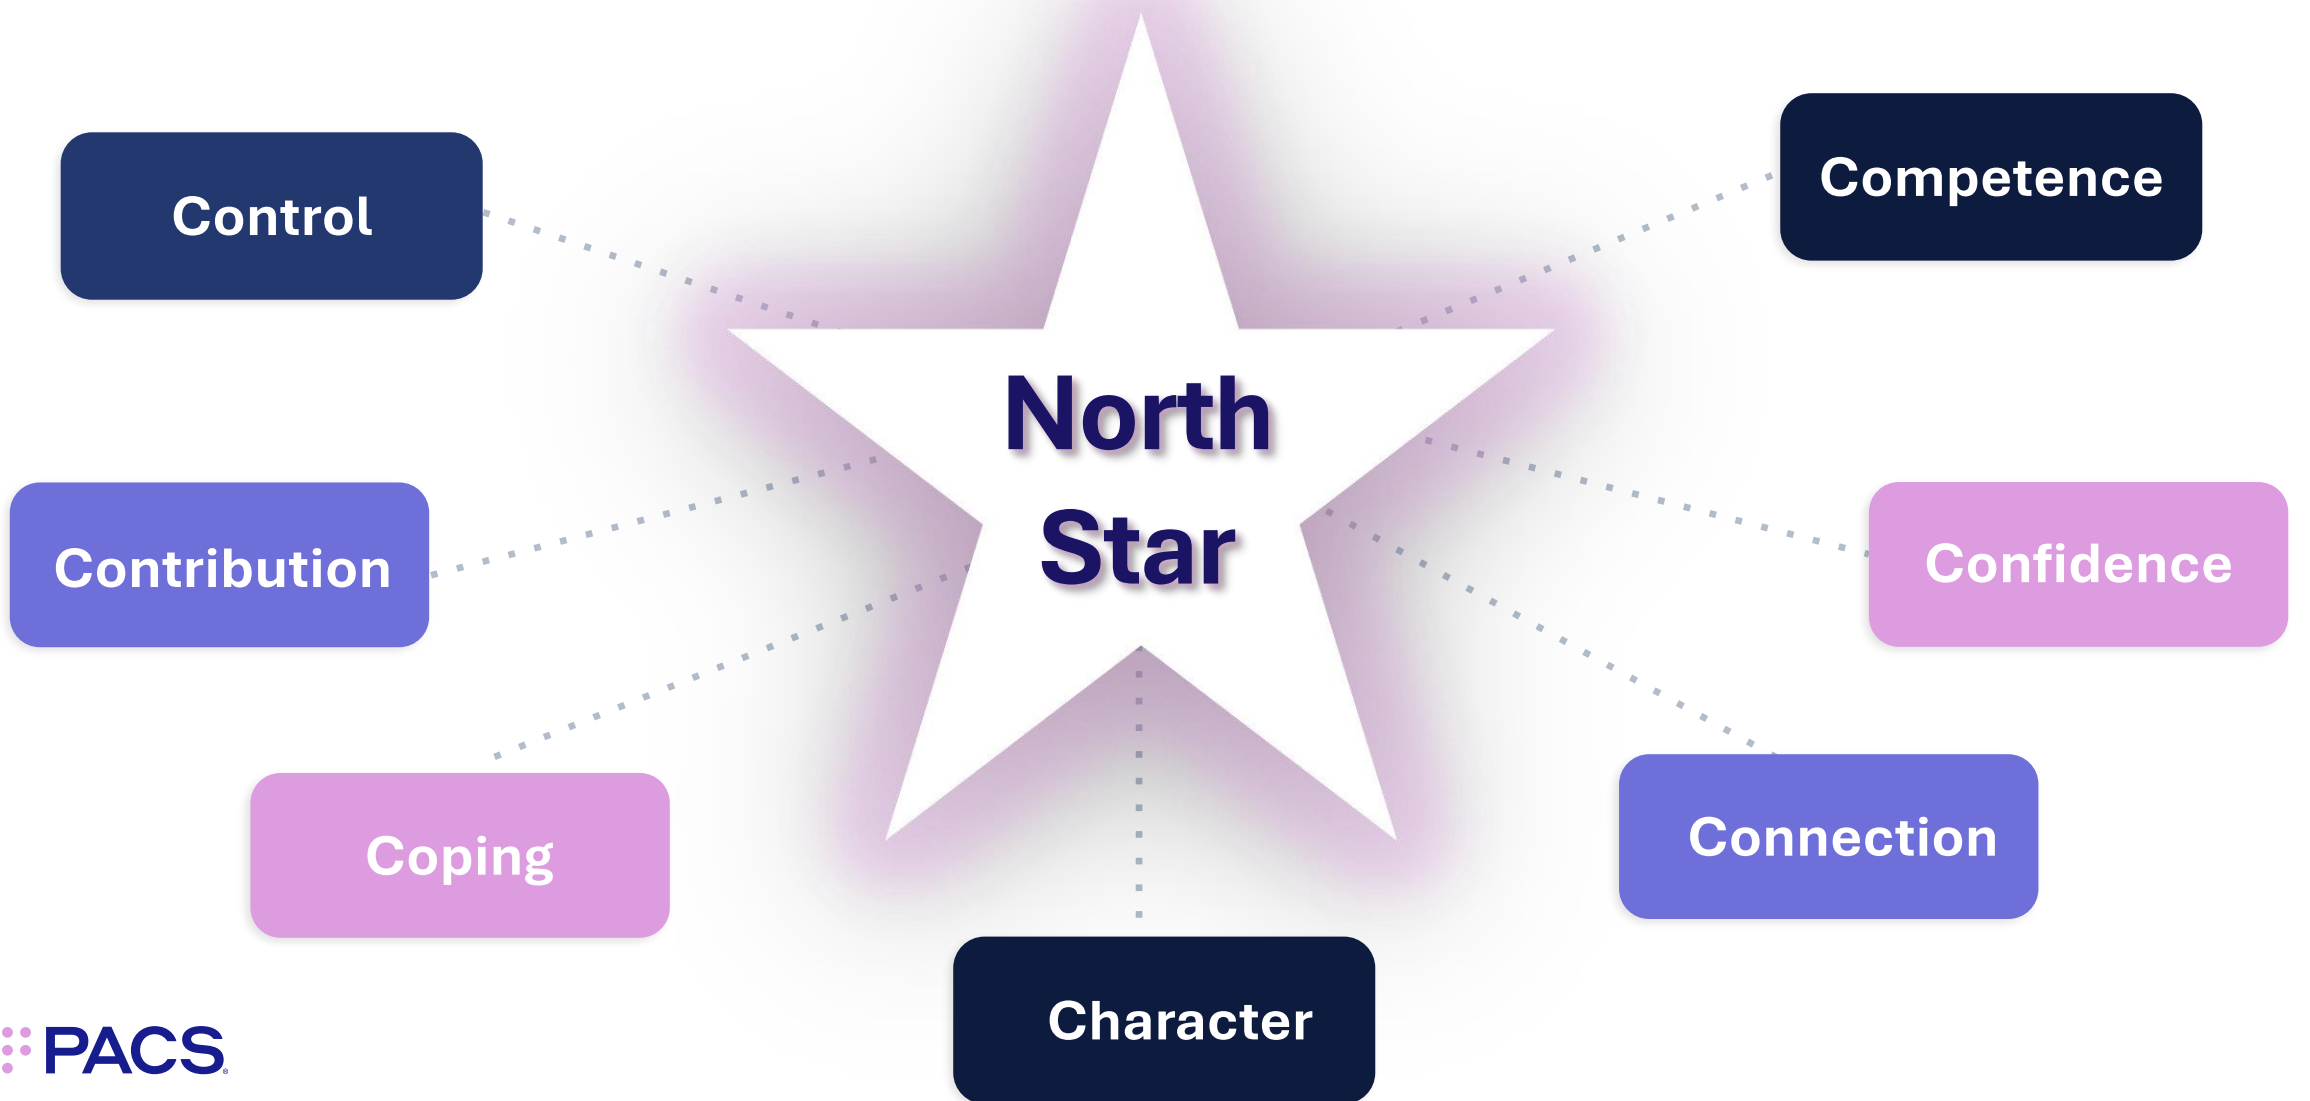 Competence
Control
North
Star
Confidence
Contribution
Connection
Coping
Character
PACS®